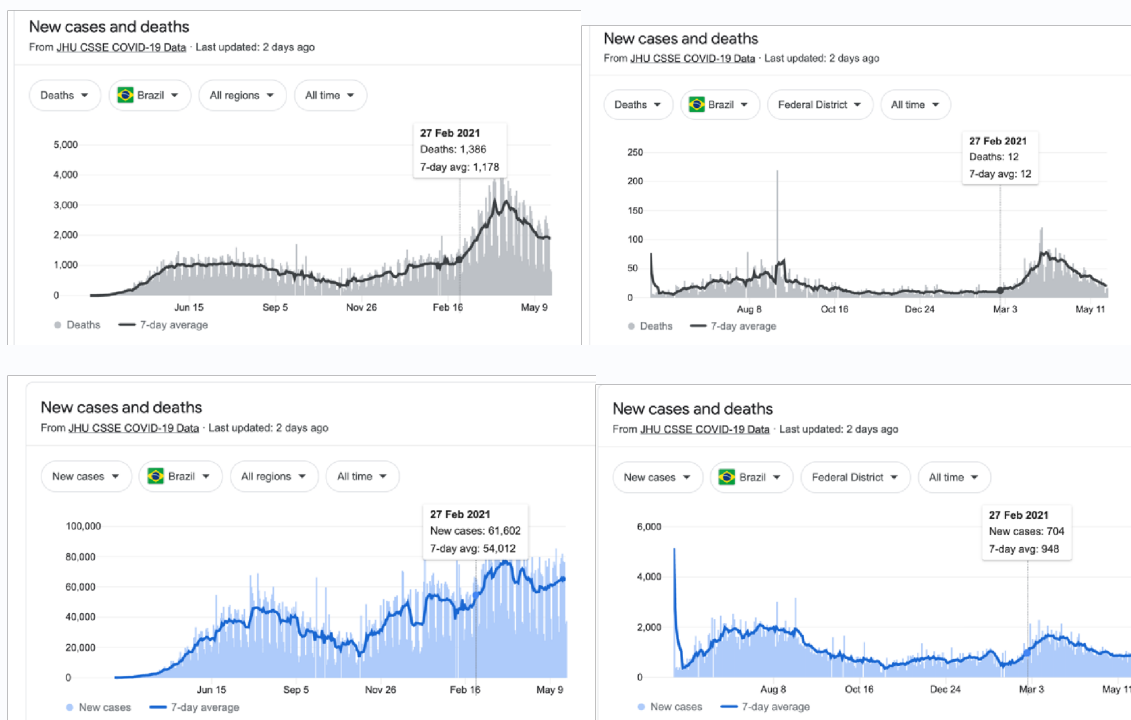 New cases and deaths
From JHU CSSE COVID-19 Data · Last updated: 2 days ago
Deaths Brazil All regions All time
27 Feb 2021
Deaths: 1,386
7-day avg: 1,178
5,000
4,000
3,000
2,000
1,000
0
Jun 15 Sep 5 Nov 26 Feb 16 May 9
Deaths 7-day average
New cases and deaths
From JHU CSSE COVID-19 Data · Last updated: 2 days ago
Deaths Brazil Federal District All time
27 Feb 2021
Deaths: 12
7-day avg: 12
250
200
150
100
50
0
Aug 8 Oct 16 Dec 24 Mar 3 May 11
Deaths 7-day average
New cases and deaths
From JHU CSSE COVID-19 Data · Last updated: 2 days ago
New cases Brazil All regions All time
27 Feb 2021
New cases: 61,602
7-day avg: 54,012
100,000
80,000
60,000
40,000
20,000
0
Jun 15 Sep 5 Nov 26 Feb 16 May 9
New cases 7-day average
New cases and deaths
From JHU CSSE COVID-19 Data · Last updated: 2 days ago
New cases Brazil Federal District All time
27 Feb 2021
New cases: 704
7-day avg: 948
6,000
4,000
2,000
0
Aug 8 Oct 16 Dec 24 Mar 3 May 11
New cases 7-day average